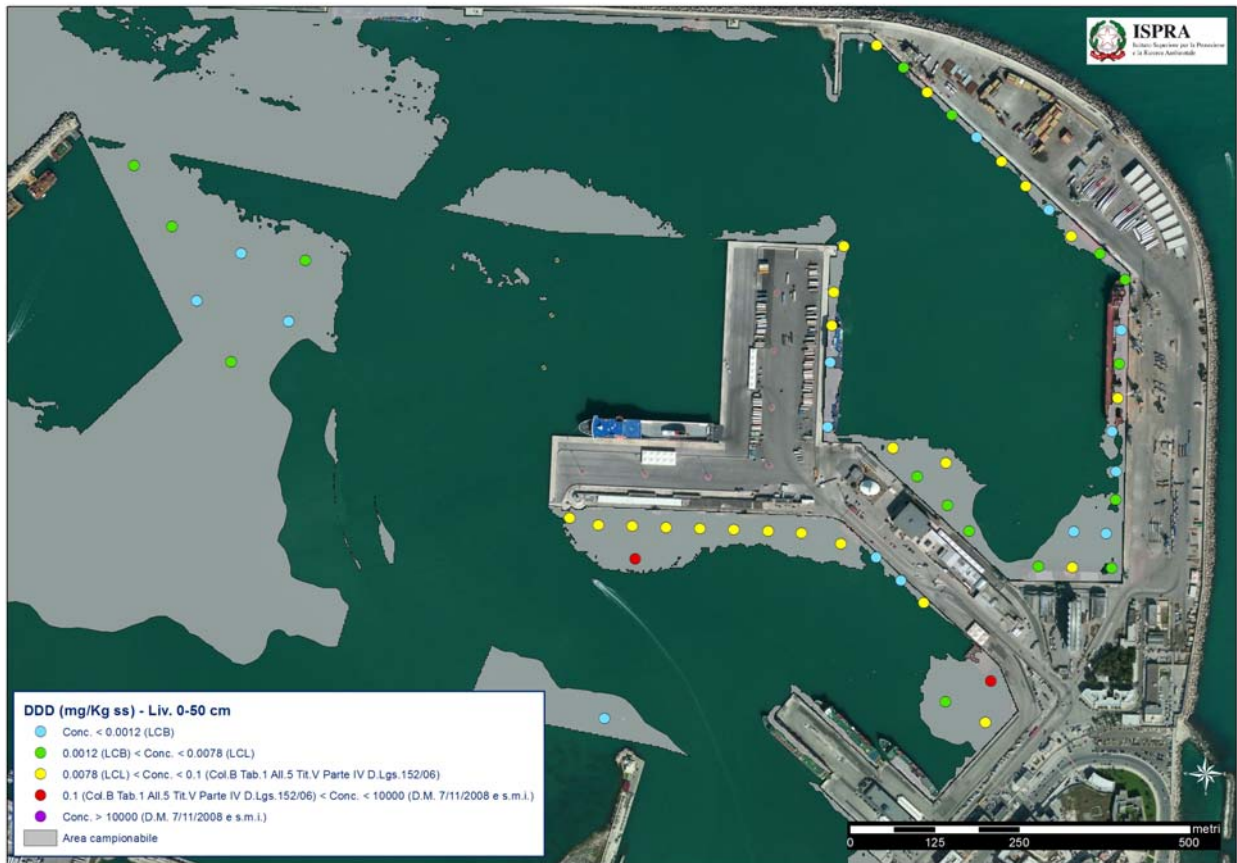 ISPRA
Istituto Superiore per la Protezione
e la Ricerca Ambientale
DDD (mg/Kg ss) - Liv. 0-50 cm
Conc. < 0.0012 (LCB)
0.0012 (LCB) < Conc. < 0.0078 (LCL)
0.0078 (LCL) < Conc. < 0.1 (Col.B Tab.1 All.5 Tit.V Parte IV D.Lgs.152/06)
0.1 (Col.B Tab.1 All.5 Tit.V Parte IV D.Lgs.152/06) < Conc. < 10000 (D.M. 7/11/2008 e s.m.i.)
Conc. > 10000 (D.M. 7/11/2008 e s.m.i.)
Area campionabile
metri
0 125 250 500